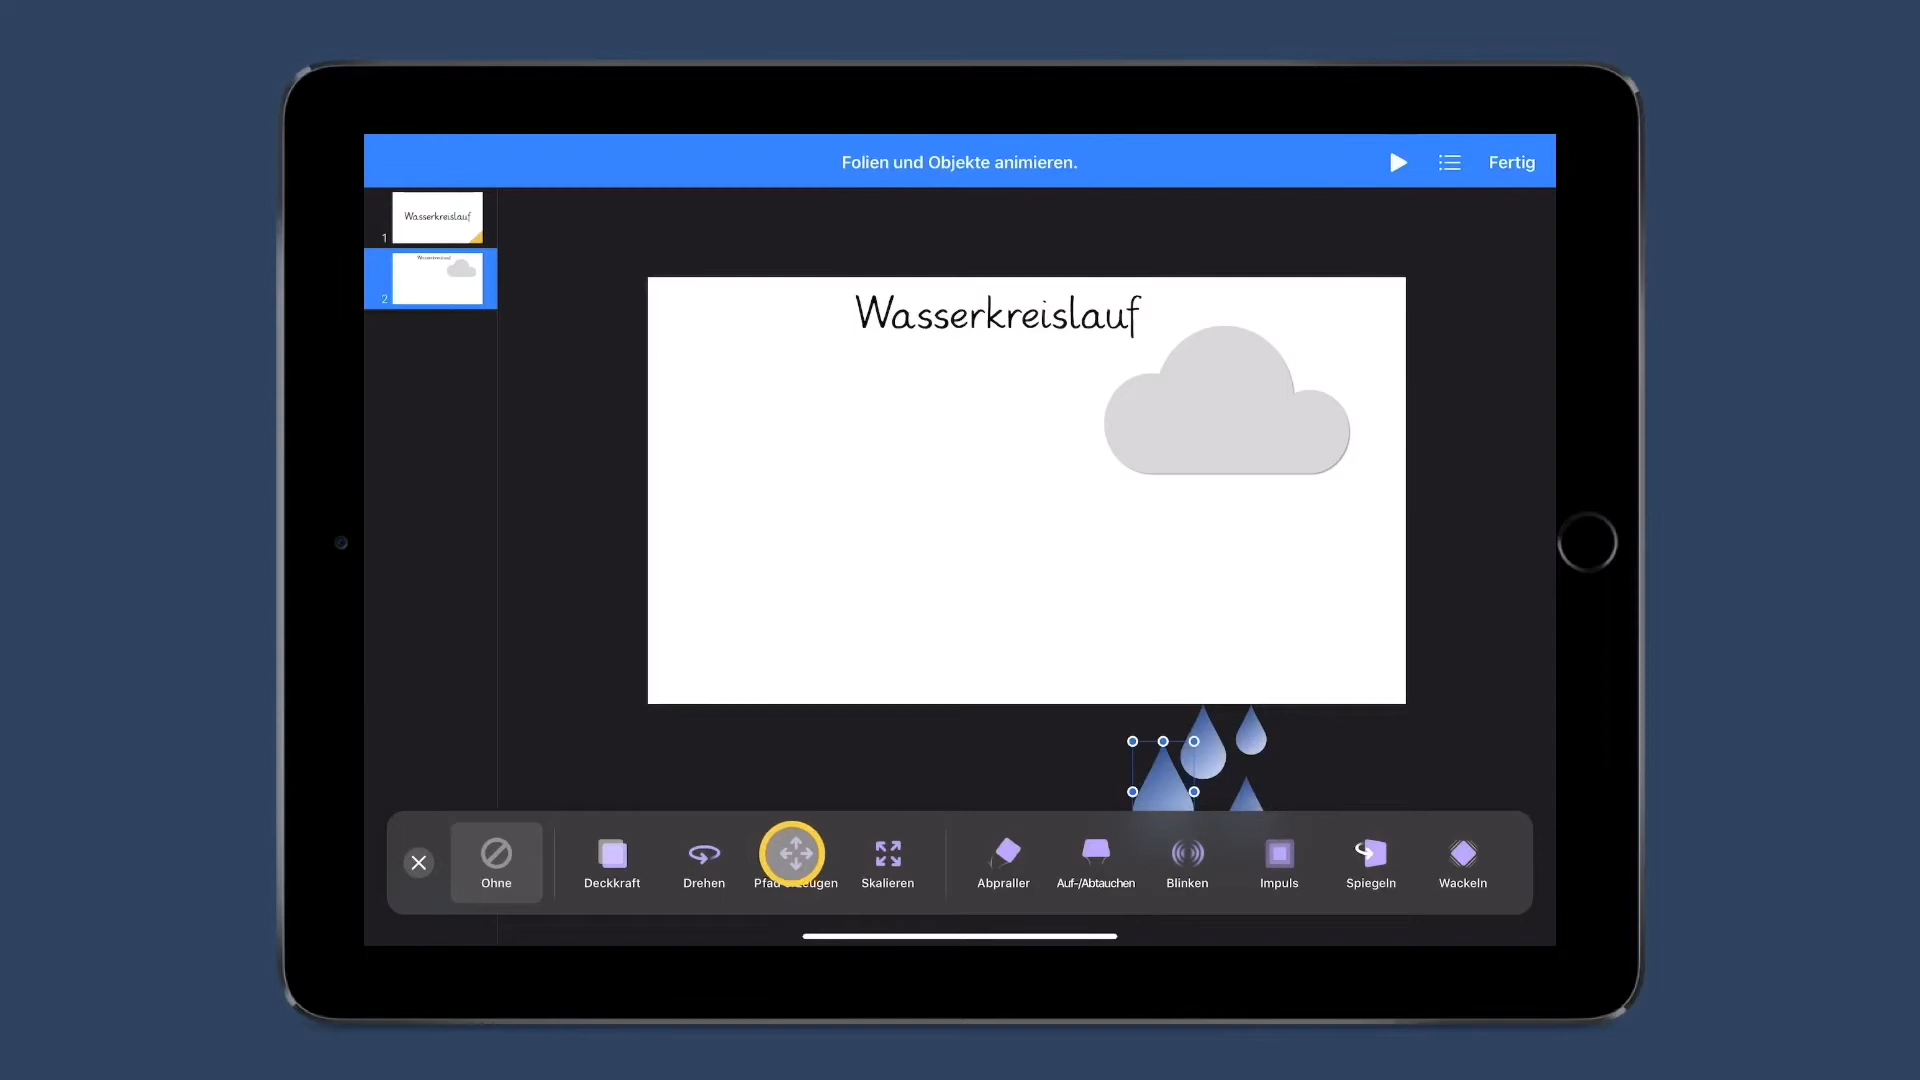 Folien und Objekte animieren.
Fertig
Wasserkreislauf
1
Wasserkreislauf
2
Wasserkreislauf
Ohne
Deckkraft
Drehen
Skalieren
Abpraller
Auf-/Abtauchen
Blinken
Impuls
Spiegeln
Wackeln